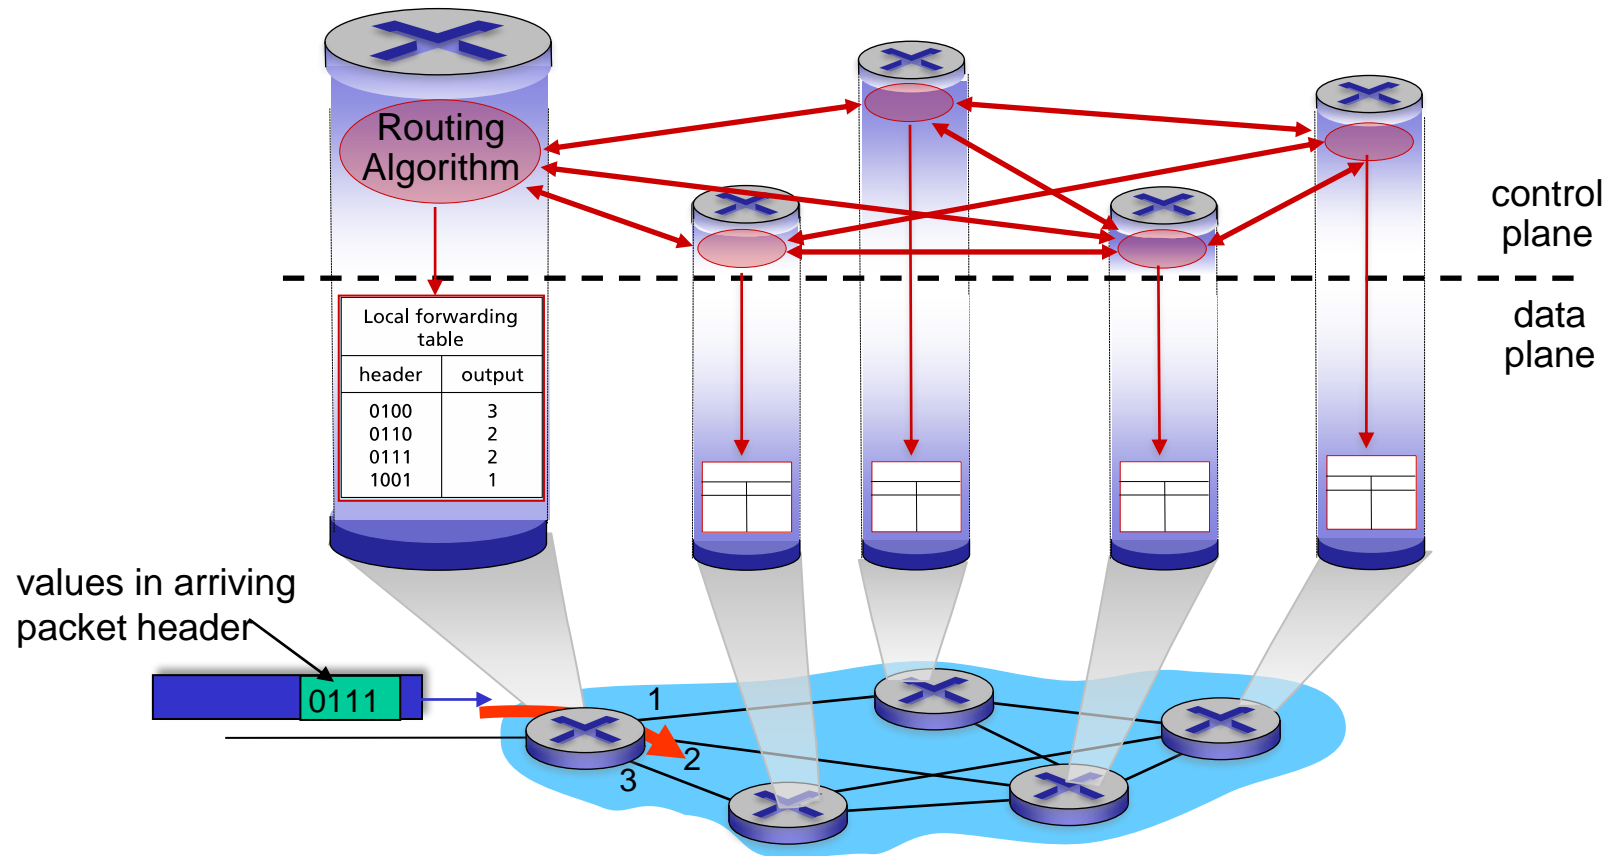 Routing
Algorithm
control
plane
data
plane
Local forwarding
table
header output
0100 3
0110 2
0111 2
1001 1
values in arriving
packet header
0111
1
2
3